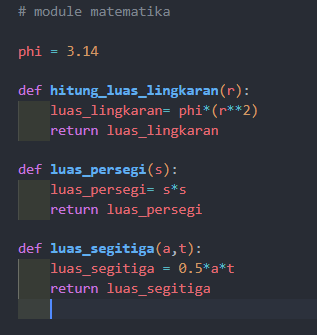 # module matematika
phi = 3.14
def hitung_luas_lingkaran(r):
luas_lingkaran= phi*(r**2)
return luas_lingkaran
def luas_persegi(s):
luas_persegi= s*s
return luas_persegi
def luas_segitiga(a,t):
luas_segitiga = 0.5*a*t
return luas_segitiga